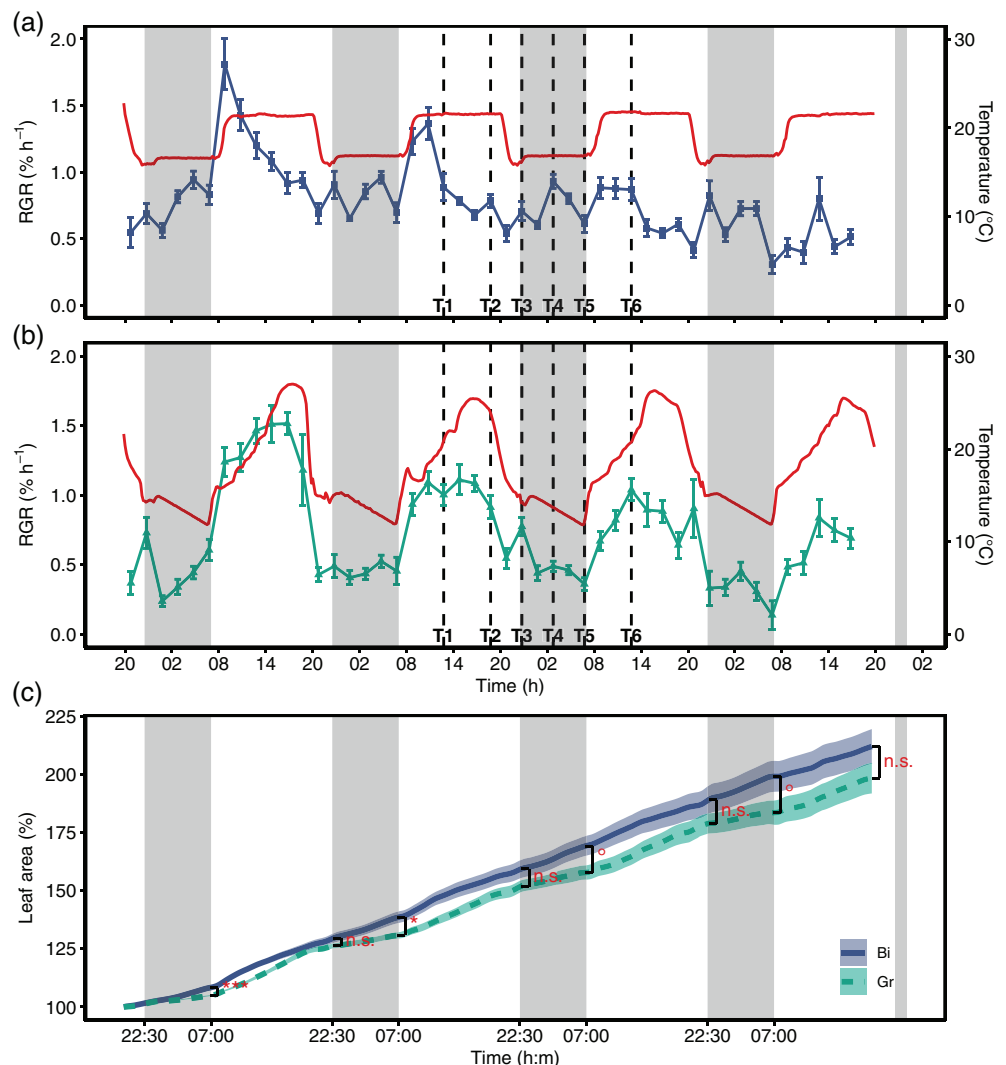 (a)
2.0
1.5
1.0
0.5
0.0
RGR (% h⁻¹)
30
20
10
0
Temperature (°C)
T1 T2 T3 T4 T5 T6
(b)
2.0
1.5
1.0
0.5
0.0
RGR (% h⁻¹)
30
20
10
0
Temperature (°C)
T1 T2 T3 T4 T5 T6
20 02 08 14 20 02 08 14 20 02 08 14 20 02 08 14 20 02
Time (h)
(c)
225
200
175
150
125
100
Leaf area (%)
*** n.s. * n.s. ° n.s. ° n.s.
Bi
Gr
22:30 07:00 22:30 07:00 22:30 07:00 22:30 07:00
Time (h:m)